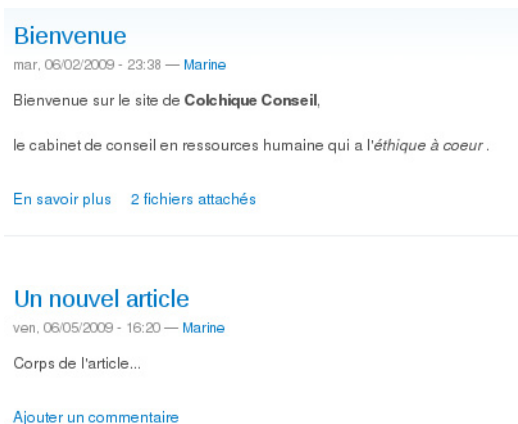 Bienvenue
mar, 06/02/2009 - 23:38 — Marine
Bienvenue sur le site de Colchique Conseil,
le cabinet de conseil en ressources humaine qui a l'éthique à coeur .
En savoir plus 2 fichiers attachés
Un nouvel article
ven, 06/05/2009 - 16:20 — Marine
Corps de l'article...
Ajouter un commentaire